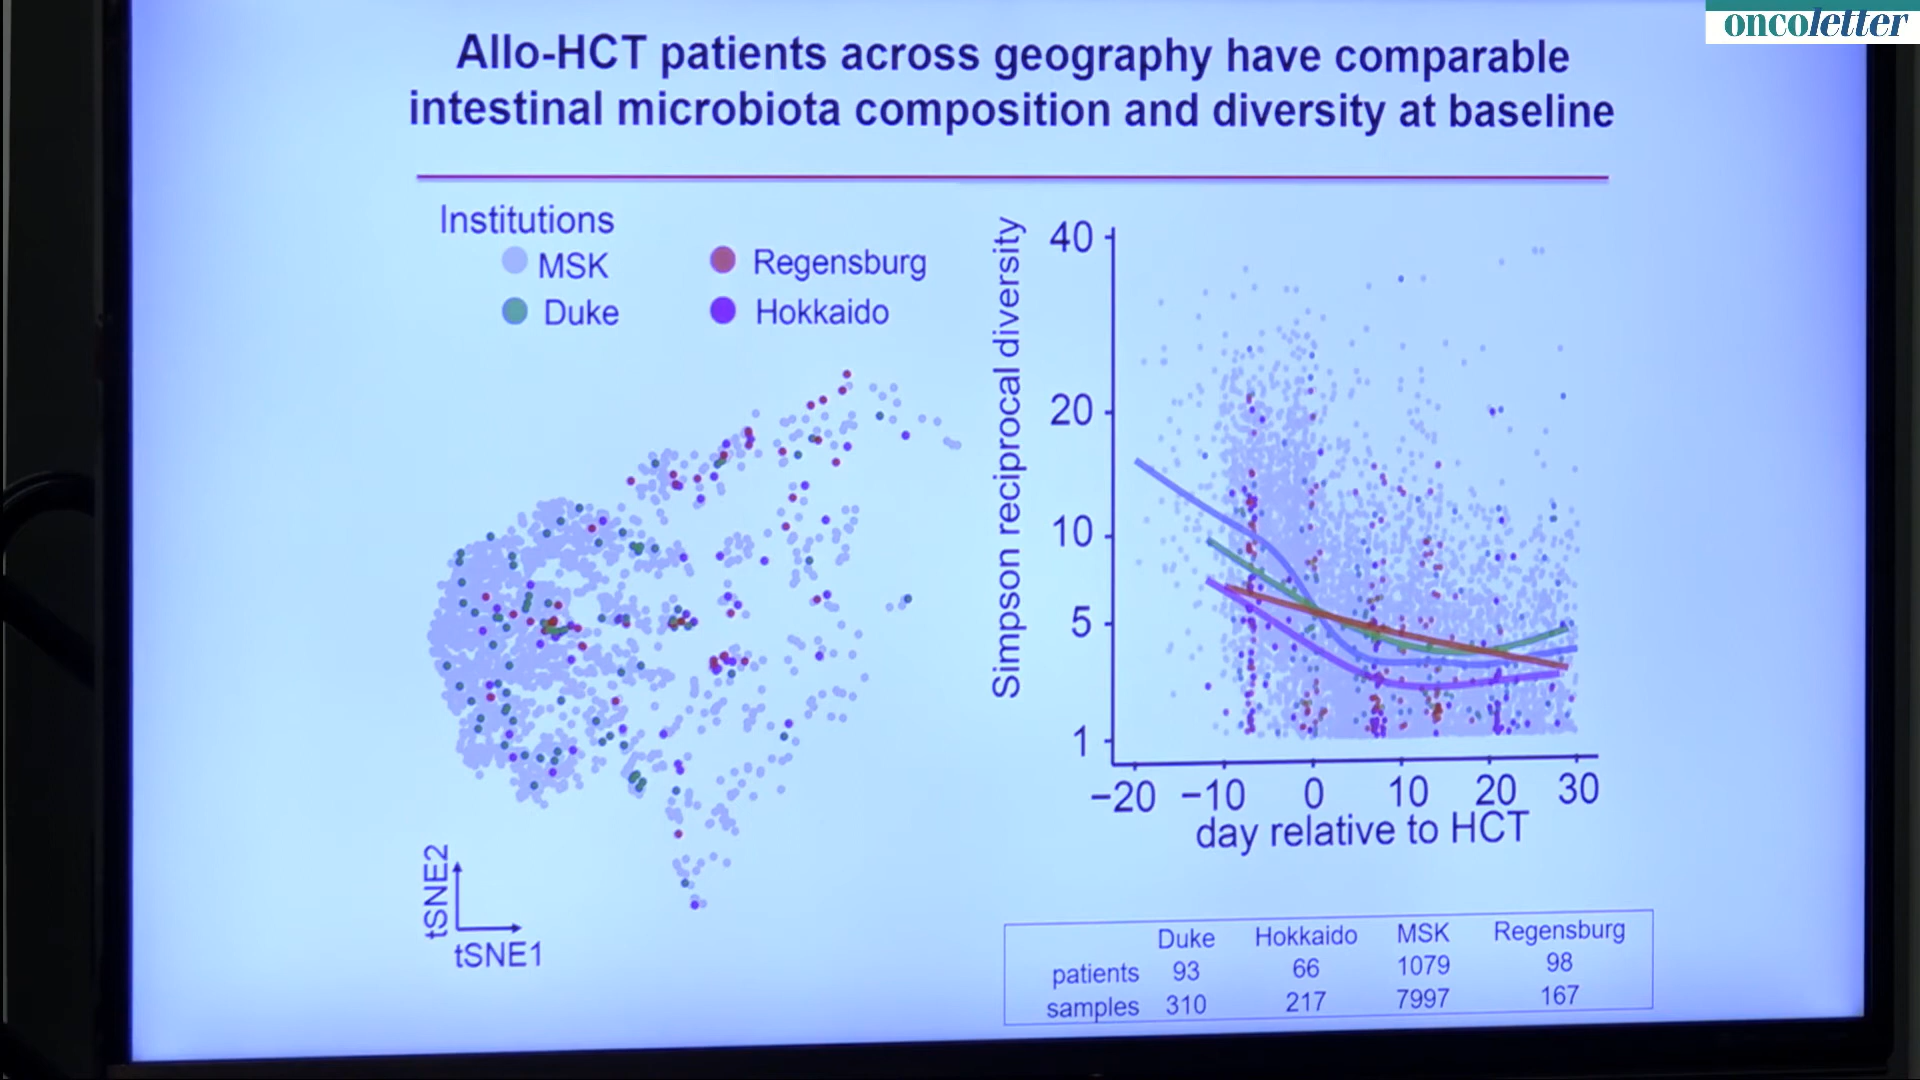 oncoletter
Allo-HCT patients across geography have comparable
intestinal microbiota composition and diversity at baseline
Institutions
MSK
Regensburg
Duke
Hokkaido
tSNE2
tSNE1
Simpson reciprocal diversity
40
20
10
5
1
−20 −10 0 10 20 30
day relative to HCT
Duke Hokkaido MSK Regensburg
patients 93 66 1079 98
samples 310 217 7997 167